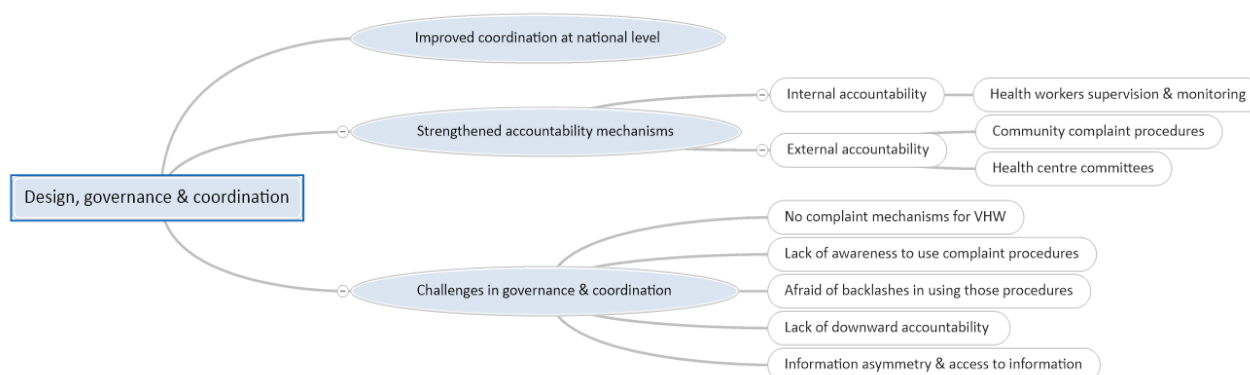 Improved coordination at national level
Internal accountability
Health workers supervision & monitoring
Strengthened accountability mechanisms
Community complaint procedures
External accountability
Health centre committees
Design, governance & coordination
No complaint mechanisms for VHW
Lack of awareness to use complaint procedures
Challenges in governance & coordination
Afraid of backlashes in using those procedures
Lack of downward accountability
Information asymmetry & access to information